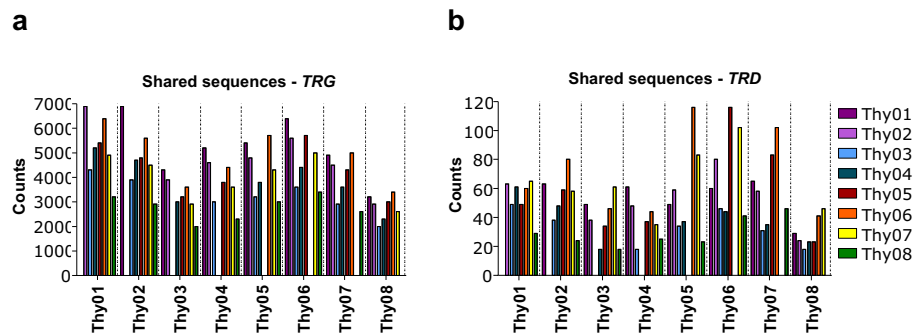 a
b
Shared sequences - TRG
Shared sequences - TRD
Counts
7000
6000
5000
4000
3000
2000
1000
0
Thy01
Thy02
Thy03
Thy04
Thy05
Thy06
Thy07
Thy08
Counts
120
100
80
60
40
20
0
Thy01
Thy02
Thy03
Thy04
Thy05
Thy06
Thy07
Thy08
Thy01
Thy02
Thy03
Thy04
Thy05
Thy06
Thy07
Thy08